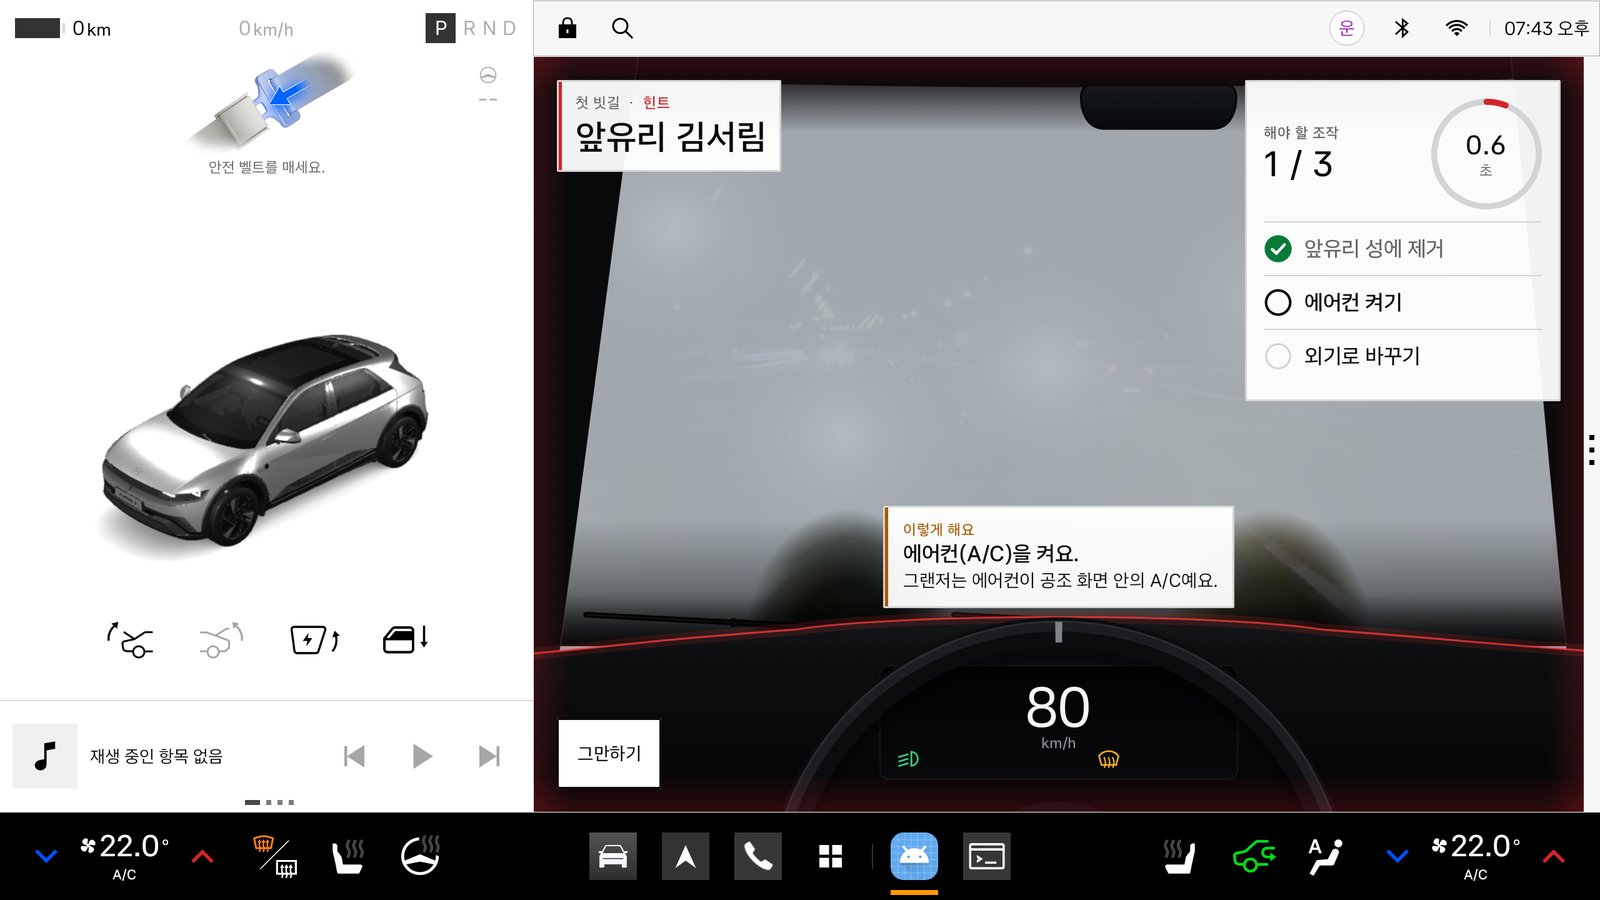 0 km
0 km/h
P R N D
안전 벨트를 매세요.
--
재생 중인 항목 없음
운
07:43 오후
첫 빗길 · 힌트
앞유리 김서림
해야 할 조작
1 / 3
0.6
초
앞유리 성에 제거
에어컨 켜기
외기로 바꾸기
이렇게 해요
에어컨(A/C)을 켜요.
그랜저는 에어컨이 공조 화면 안의 A/C예요.
80
km/h
그만하기
22.0°
A/C
A
22.0°
A/C